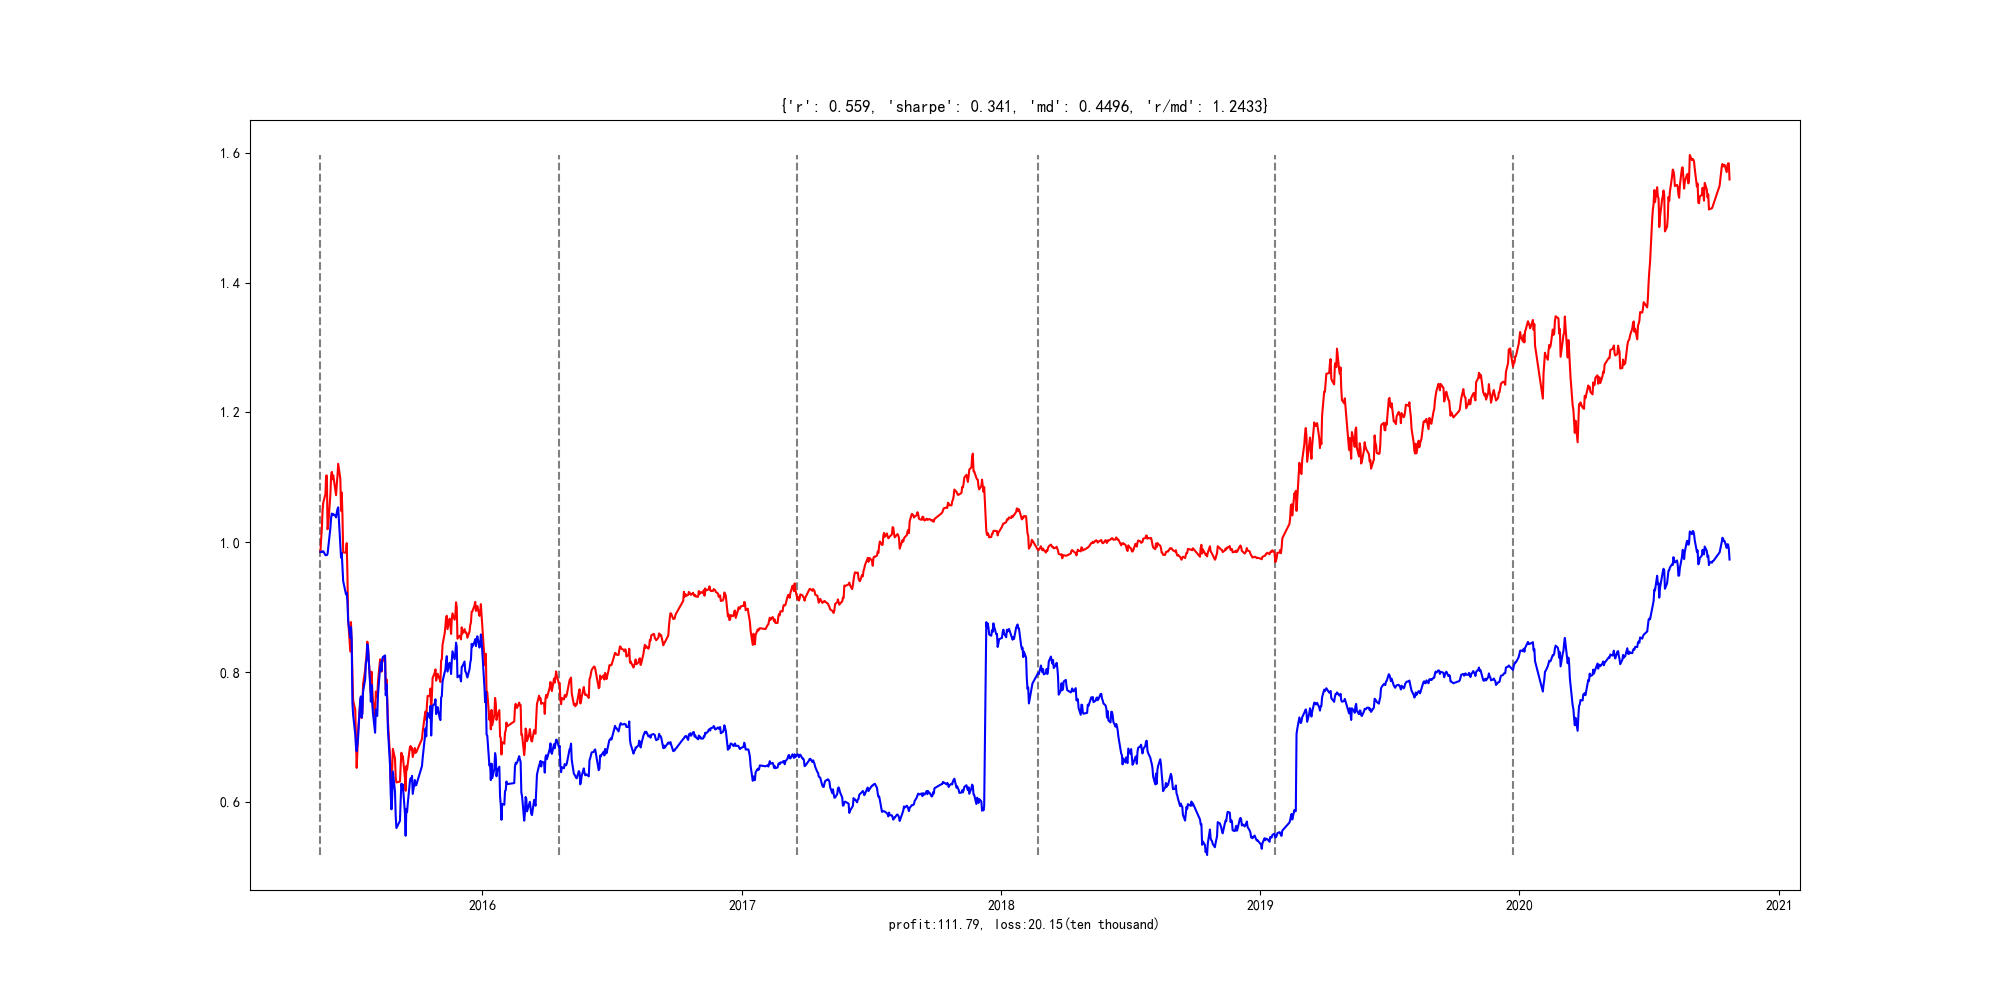 {'r': 0.559, 'sharpe': 0.341, 'md': 0.4496, 'r/md': 1.2433}
1.6
1.4
1.2
1.0
0.8
0.6
2016 2017 2018 2019 2020 2021
profit:111.79, loss:20.15(ten thousand)